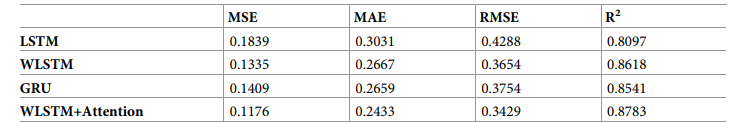 MSE MAE RMSE R²
LSTM 0.1839 0.3031 0.4288 0.8097
WLSTM 0.1335 0.2667 0.3654 0.8618
GRU 0.1409 0.2659 0.3754 0.8541
WLSTM+Attention 0.1176 0.2433 0.3429 0.8783